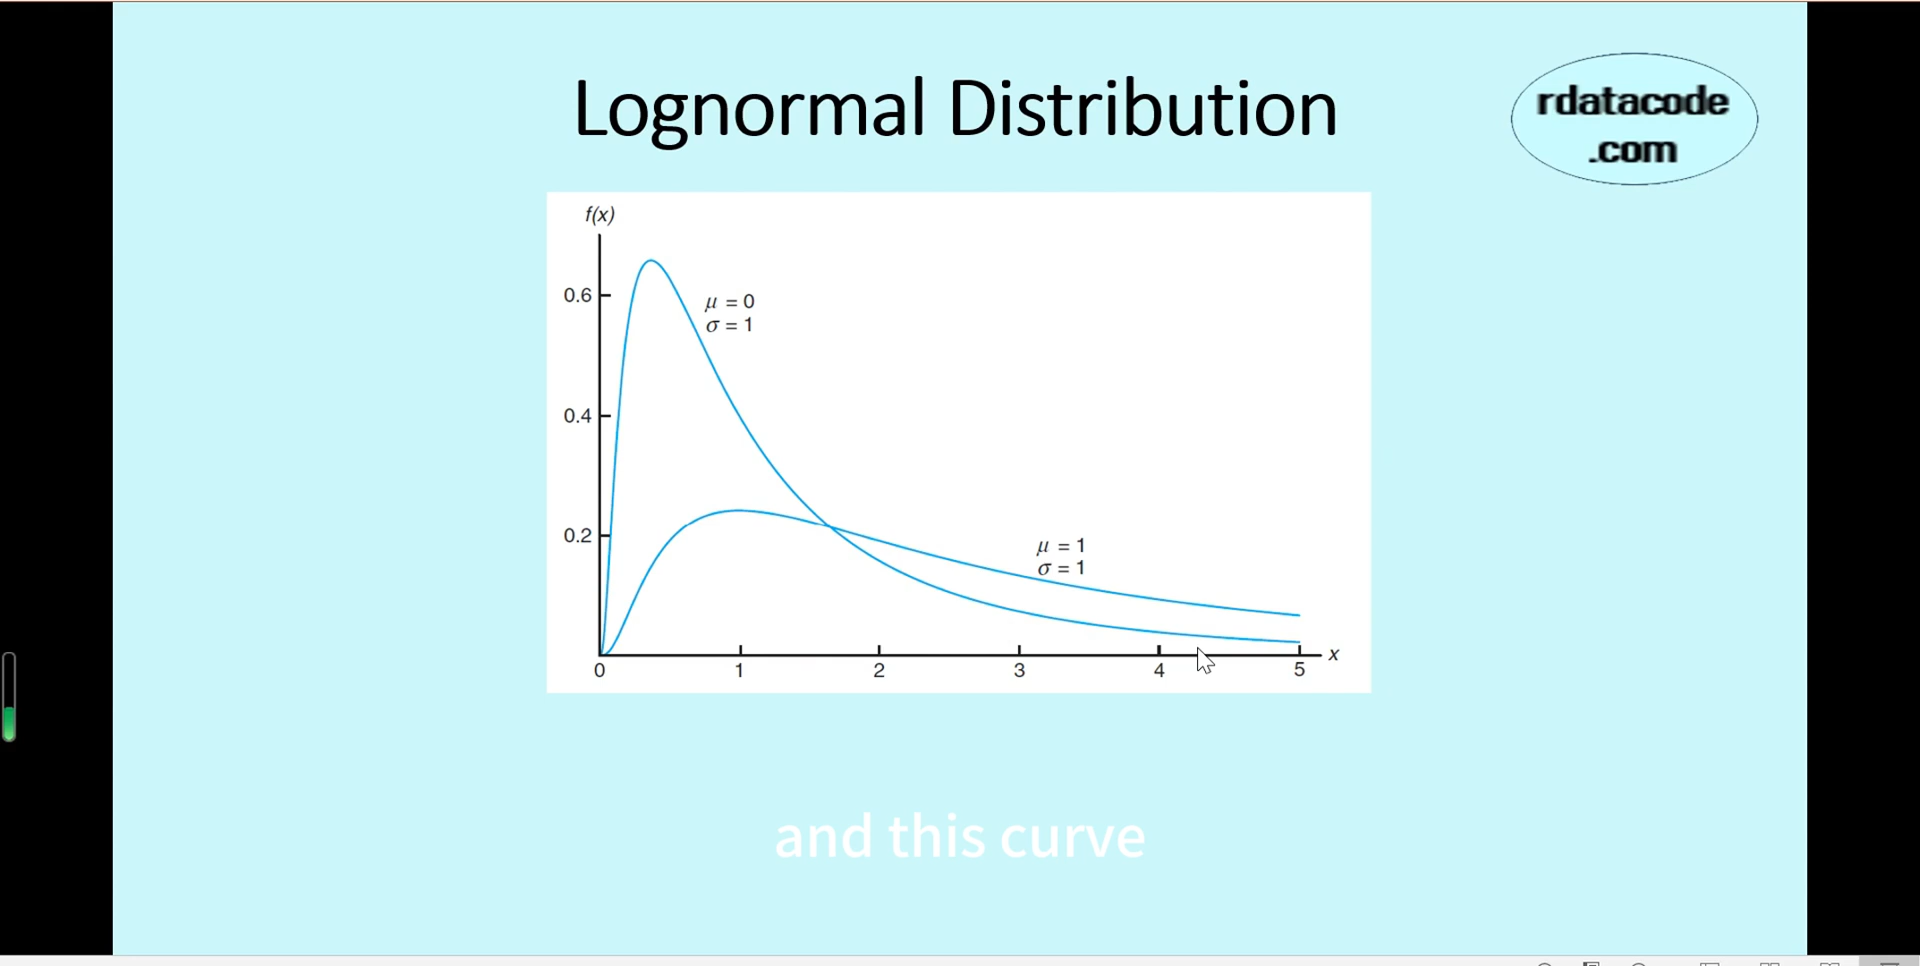 Lognormal Distribution
rdatacode
.com
f(x)
0.6
μ = 0
σ = 1
0.4
0.2
μ = 1
σ = 1
0 1 2 3 4 5 x
and this curve